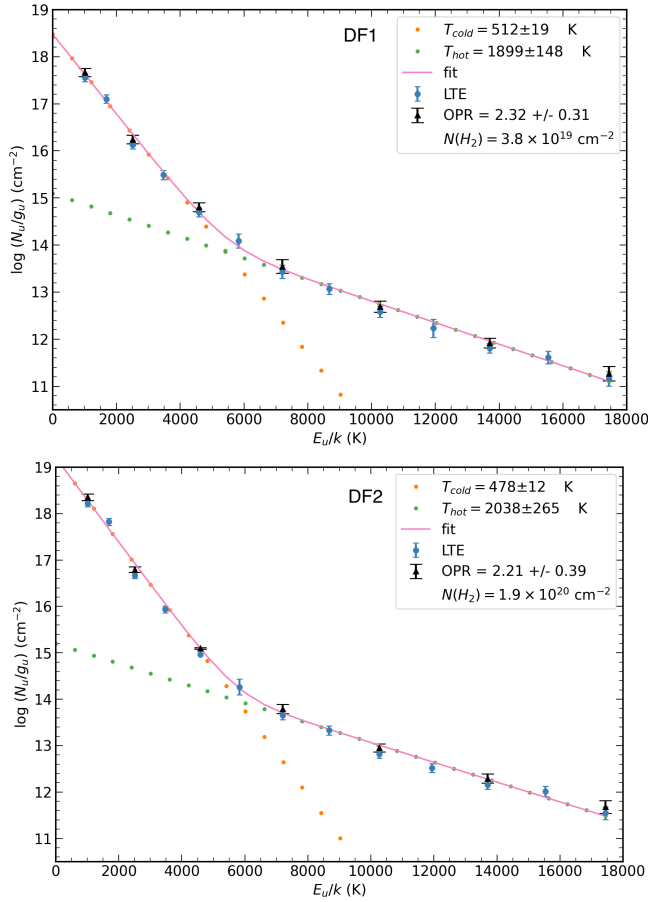 DF1
T_cold = 512±19 K
T_hot = 1899±148 K
fit
LTE
OPR = 2.32 +/- 0.31
N(H₂) = 3.8 × 10¹⁹ cm⁻²
log (N_u/g_u) (cm⁻²)
19
18
17
16
15
14
13
12
11
0 2000 4000 6000 8000 10000 12000 14000 16000 18000
E_u/k (K)
DF2
T_cold = 478±12 K
T_hot = 2038±265 K
fit
LTE
OPR = 2.21 +/- 0.39
N(H₂) = 1.9 × 10²⁰ cm⁻²
log (N_u/g_u) (cm⁻²)
19
18
17
16
15
14
13
12
11
0 2000 4000 6000 8000 10000 12000 14000 16000 18000
E_u/k (K)